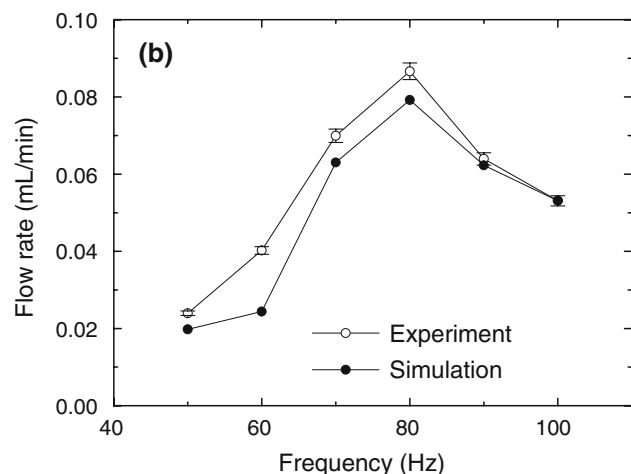 (b)
Flow rate (mL/min)
0.10
0.08
0.06
0.04
0.02
0.00
Experiment
Simulation
40 60 80 100
Frequency (Hz)